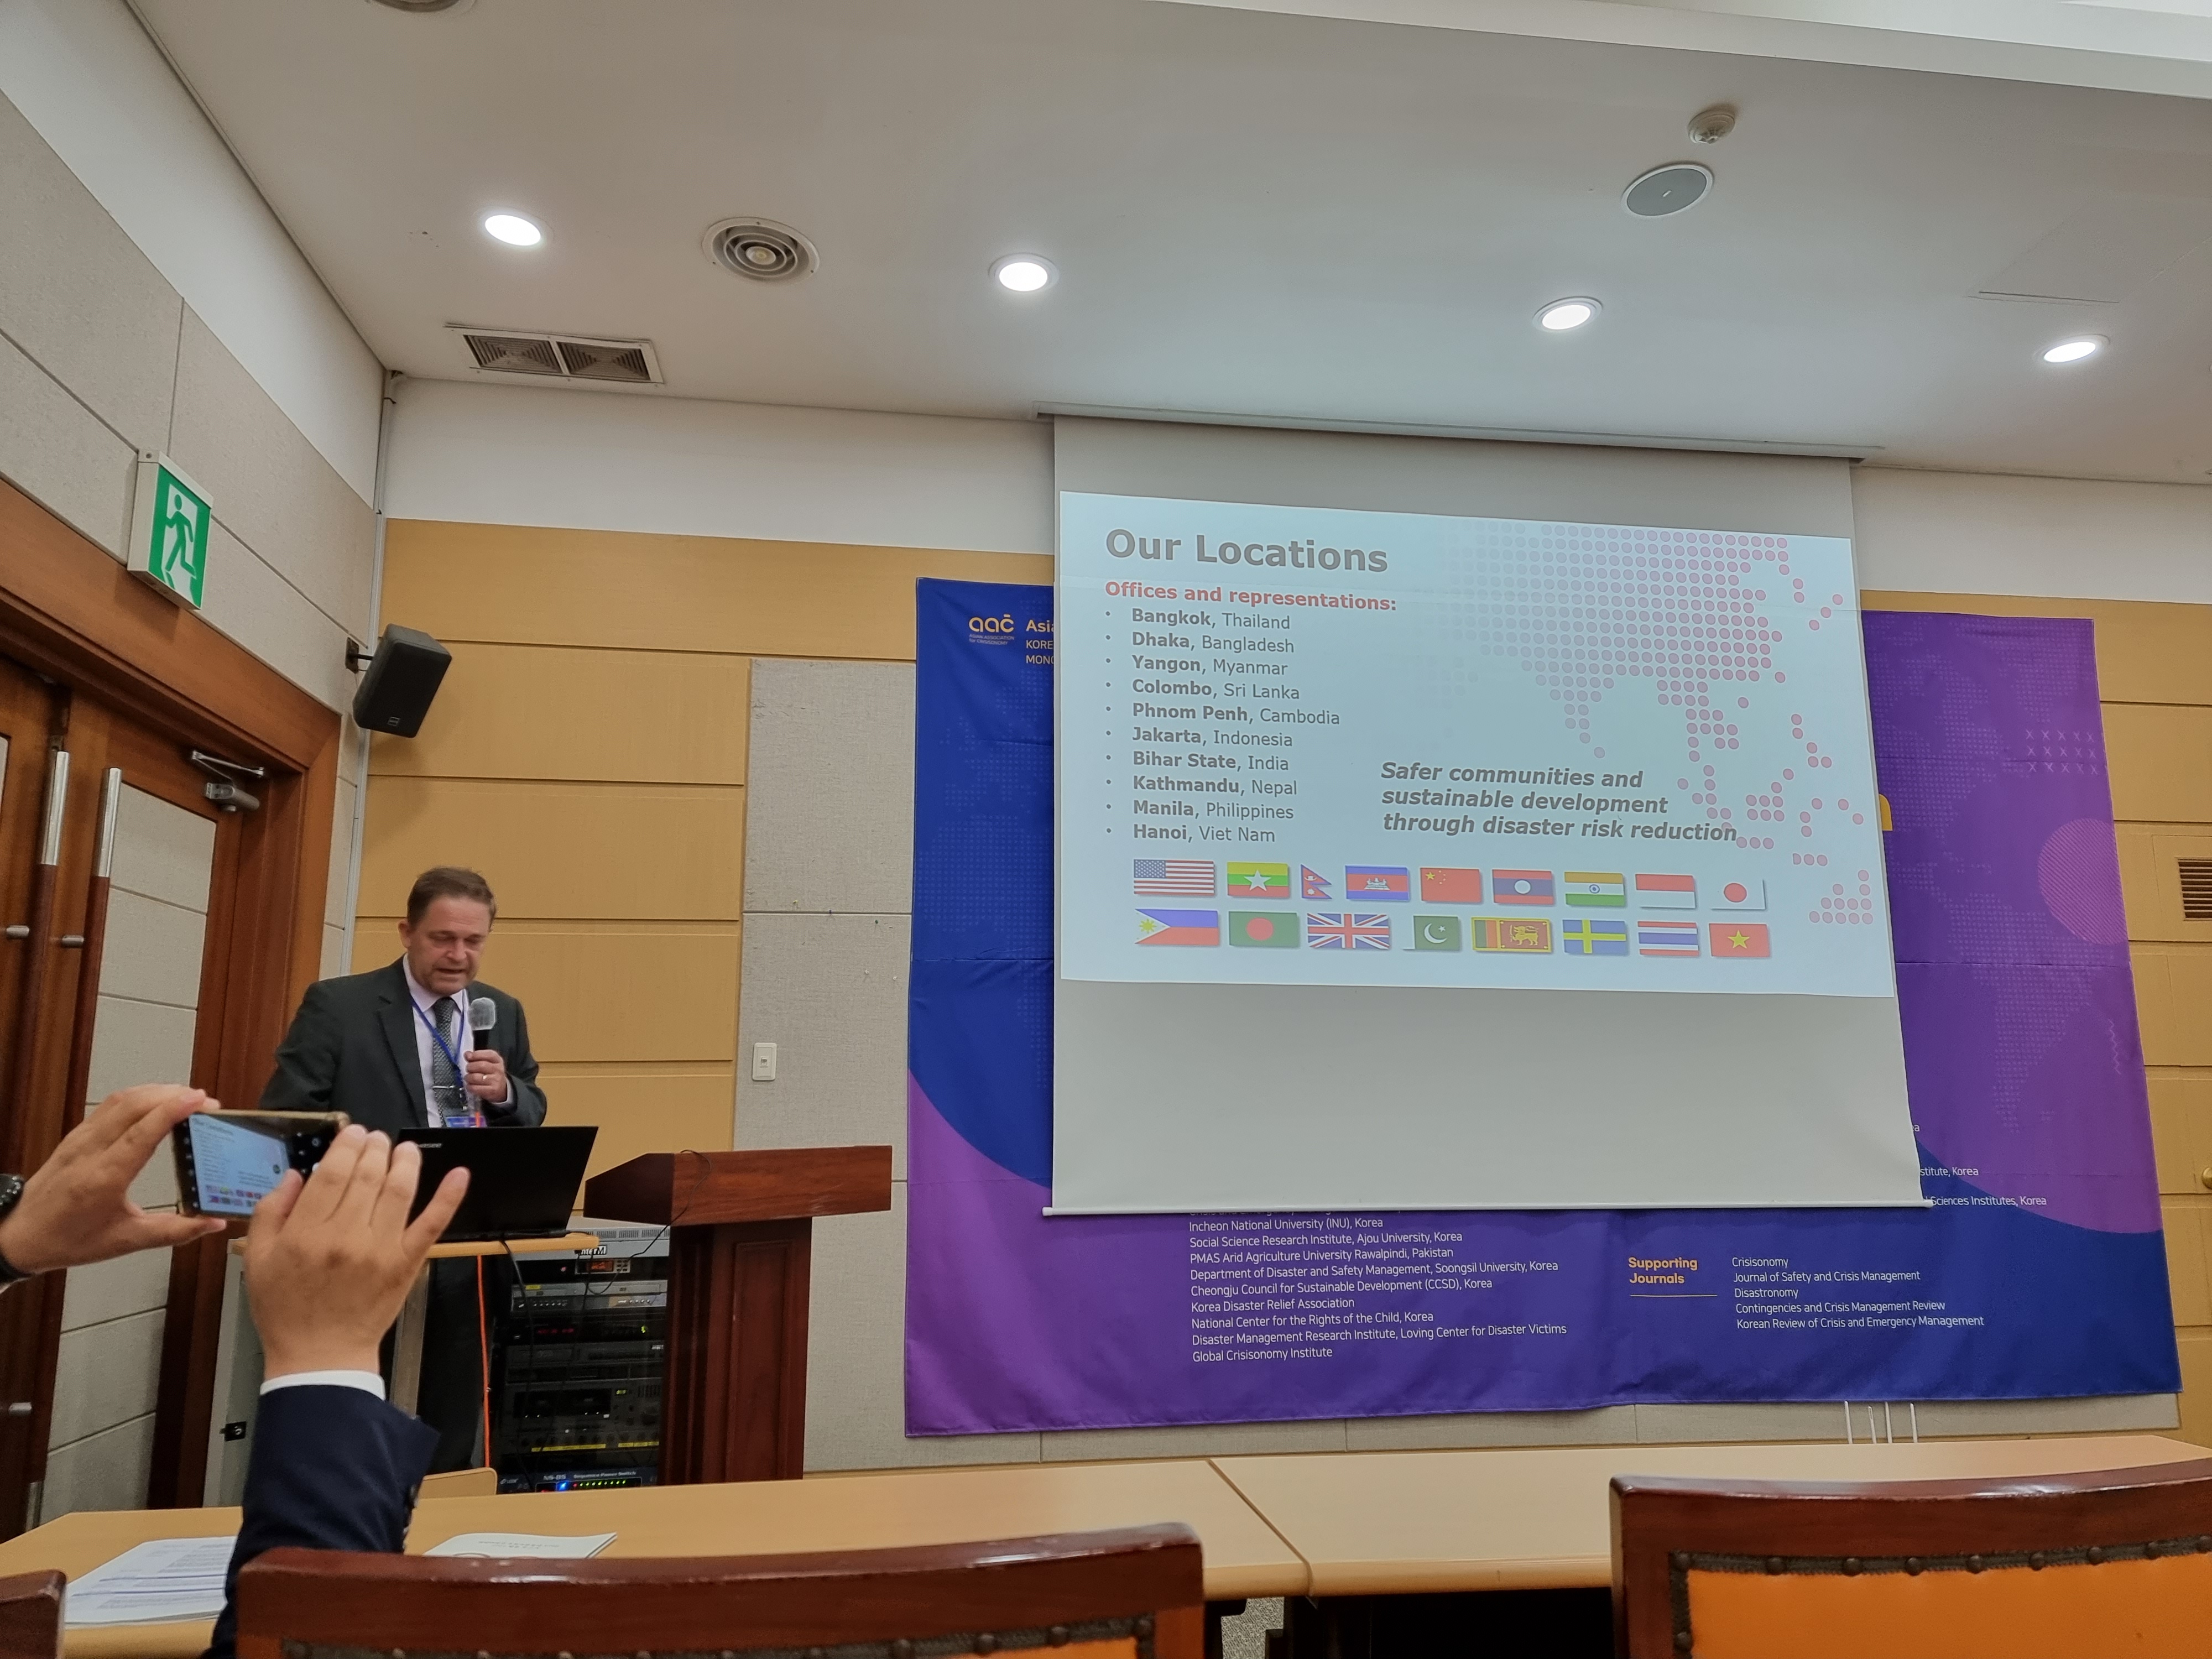 Our Locations
Offices and representations:
• Bangkok, Thailand
• Dhaka, Bangladesh
• Yangon, Myanmar
• Colombo, Sri Lanka
• Phnom Penh, Cambodia
• Jakarta, Indonesia
• Bihar State, India
• Kathmandu, Nepal
• Manila, Philippines
• Hanoi, Viet Nam
Safer communities and
sustainable development
through disaster risk reduction
aac
ASIAN ASSOCIATION
for CRISISONOMY
Asia
KORE
MONG
stitute, Korea
Sciences Institutes, Korea
Incheon National University (INU), Korea
Social Science Research Institute, Ajou University, Korea
PMAS Arid Agriculture University Rawalpindi, Pakistan
Department of Disaster and Safety Management, Soongsil University, Korea
Cheongju Council for Sustainable Development (CCSD), Korea
Korea Disaster Relief Association
National Center for the Rights of the Child, Korea
Disaster Management Research Institute, Loving Center for Disaster Victims
Global Crisisonomy Institute
Supporting
Journals
Crisisonomy
Journal of Safety and Crisis Management
Disastronomy
Contingencies and Crisis Management Review
Korean Review of Crisis and Emergency Management